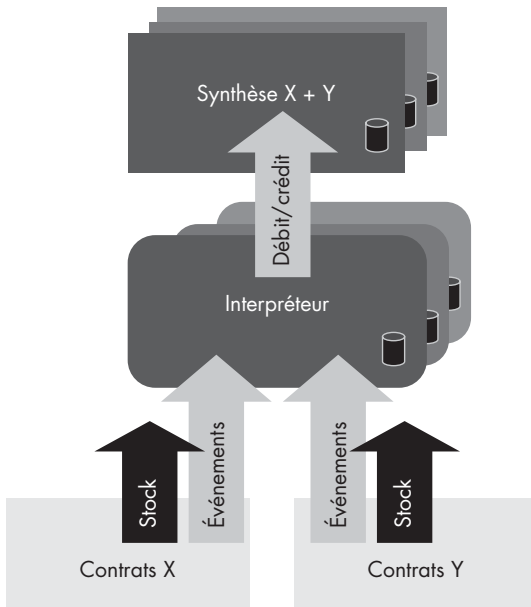 Synthèse X + Y
Débit/crédit
Interpréteur
Stock
Événements
Événements
Stock
Contrats X
Contrats Y